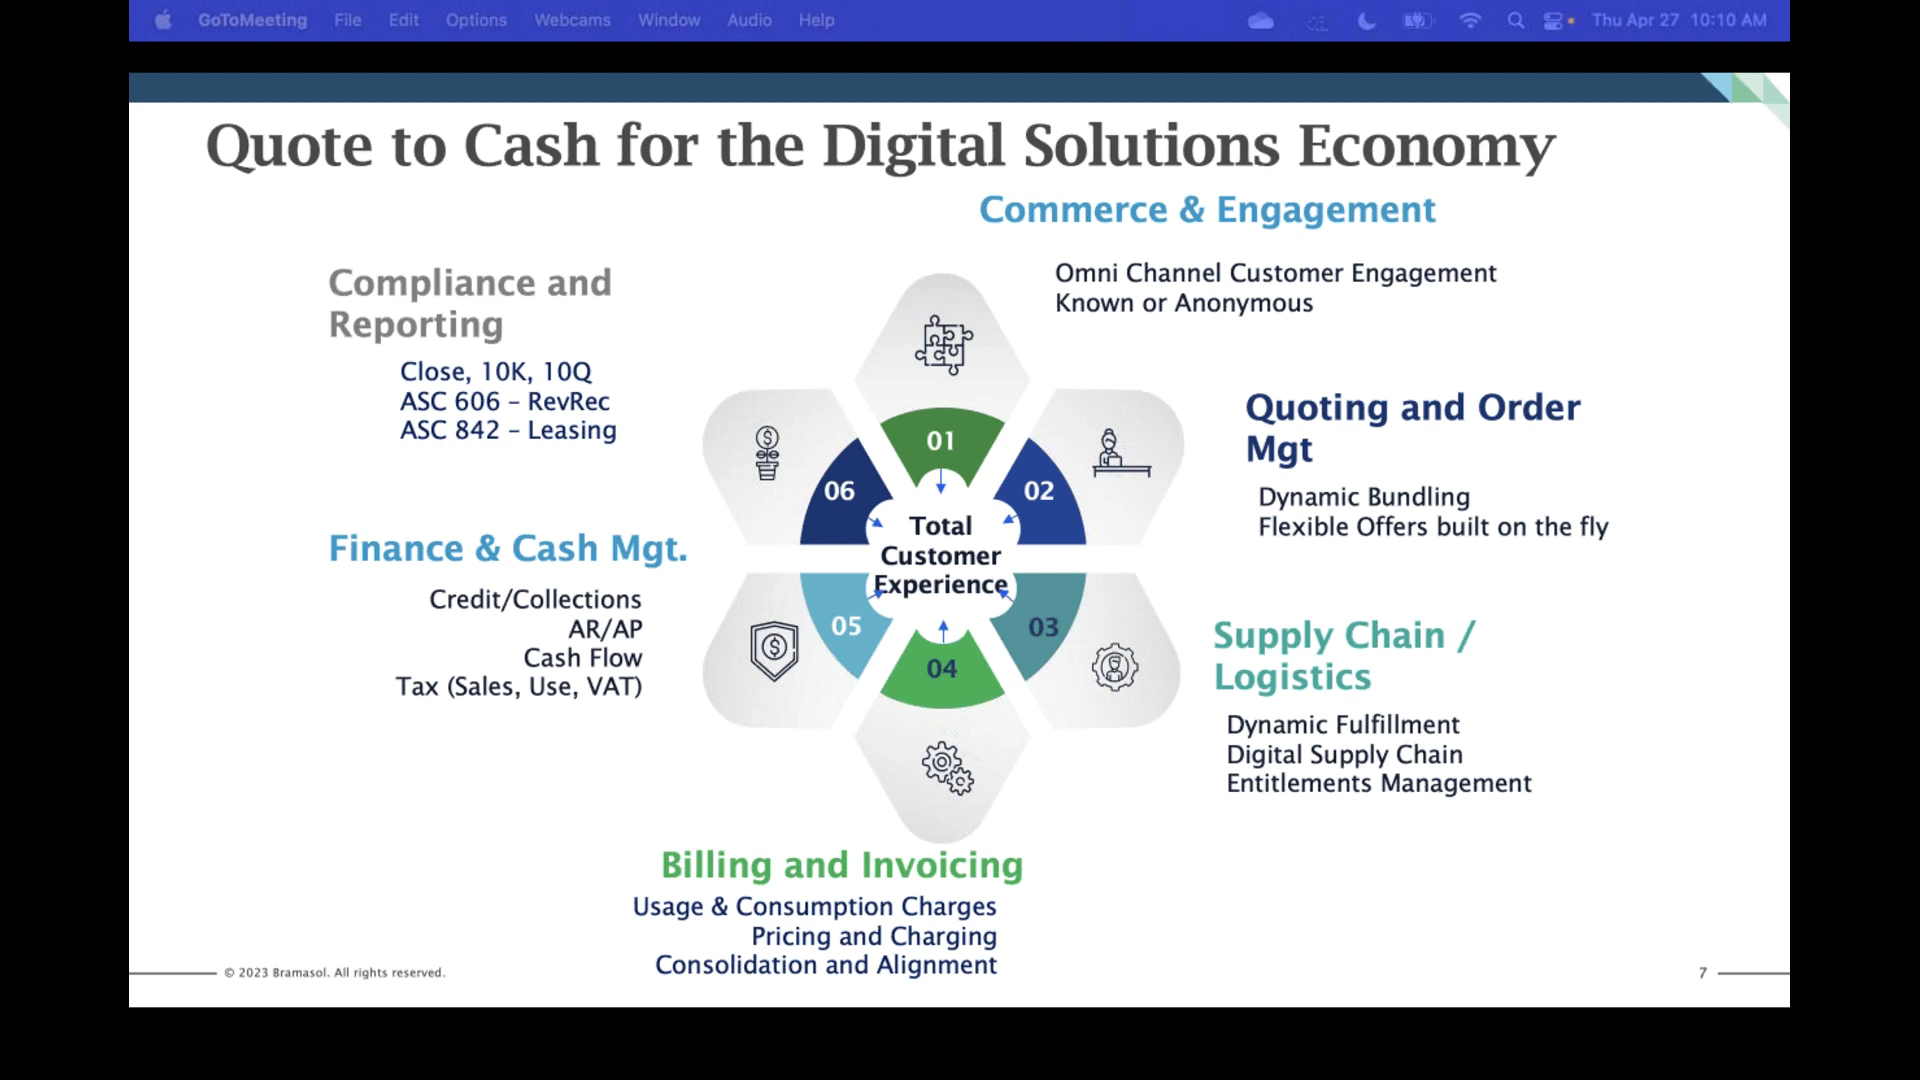 GoToMeeting File Edit Options Webcams Window Audio Help Thu Apr 27 10:10 AM
Quote to Cash for the Digital Solutions Economy
Commerce & Engagement
Omni Channel Customer Engagement
Known or Anonymous
Compliance and
Reporting
Close, 10K, 10Q
ASC 606 – RevRec
ASC 842 – Leasing
Quoting and Order
Mgt
Dynamic Bundling
Flexible Offers built on the fly
01
06
02
Total
Customer
Experience
05
03
04
Finance & Cash Mgt.
Credit/Collections
AR/AP
Cash Flow
Tax (Sales, Use, VAT)
Supply Chain /
Logistics
Dynamic Fulfillment
Digital Supply Chain
Entitlements Management
Billing and Invoicing
Usage & Consumption Charges
Pricing and Charging
Consolidation and Alignment
© 2023 Bramasol. All rights reserved.
7